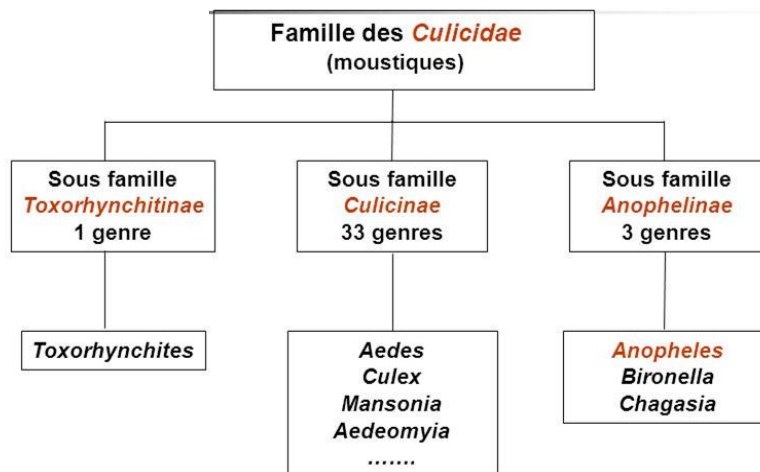 Famille des Culicidae
(moustiques)
Sous famille
Toxorhynchitinae
1 genre
Sous famille
Culicinae
33 genres
Sous famille
Anophelinae
3 genres
Toxorhynchites
Aedes
Culex
Mansonia
Aedeomyia
.......
Anopheles
Bironella
Chagasia